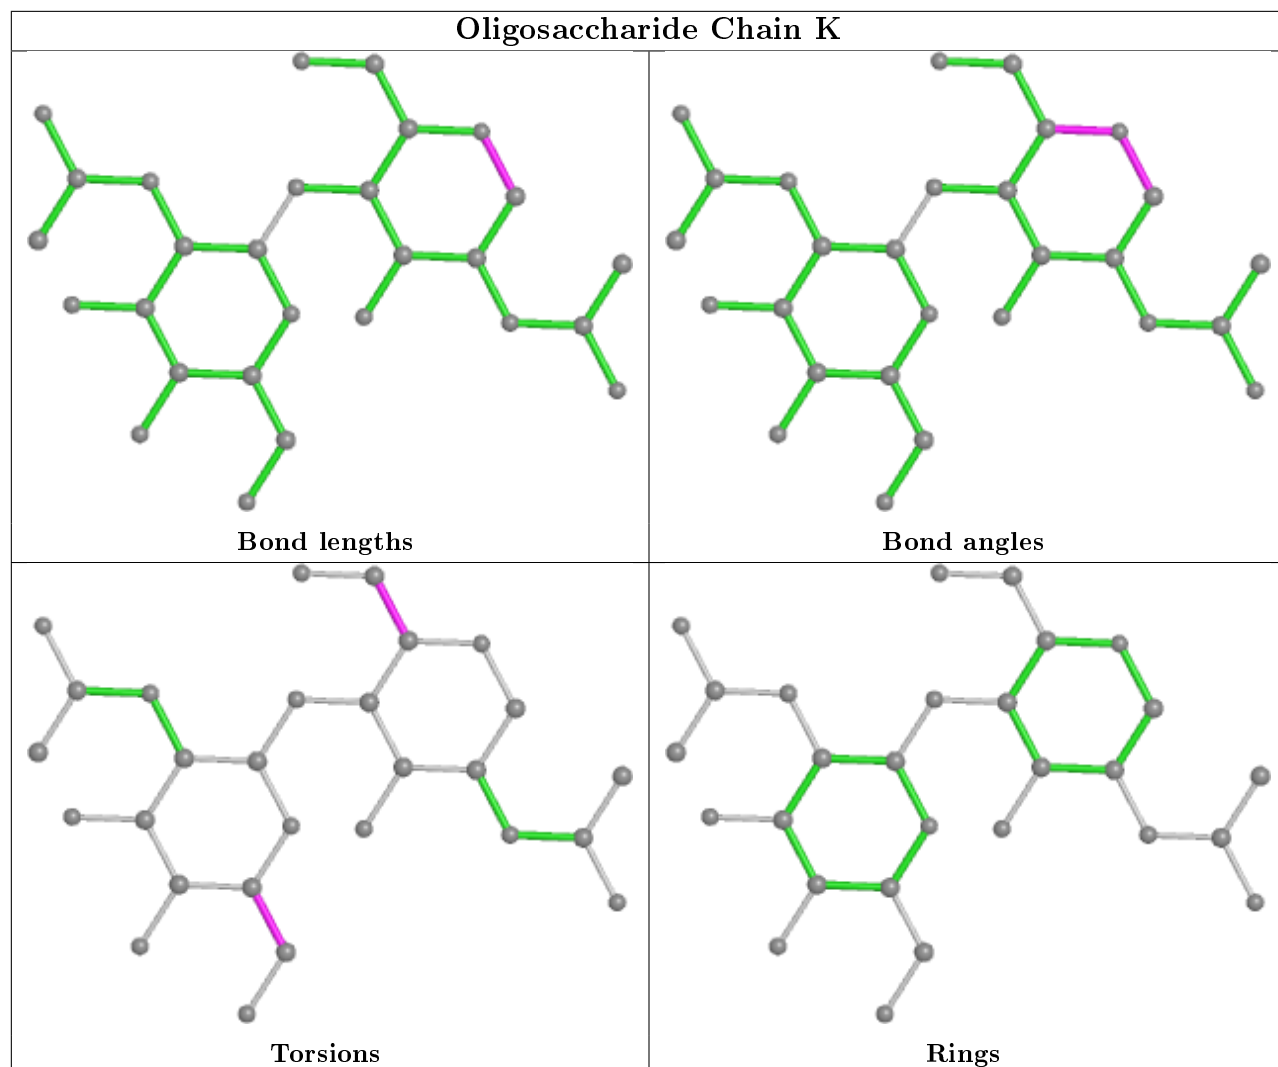 Oligosaccharide Chain K
Bond lengths
Bond angles
Torsions
Rings